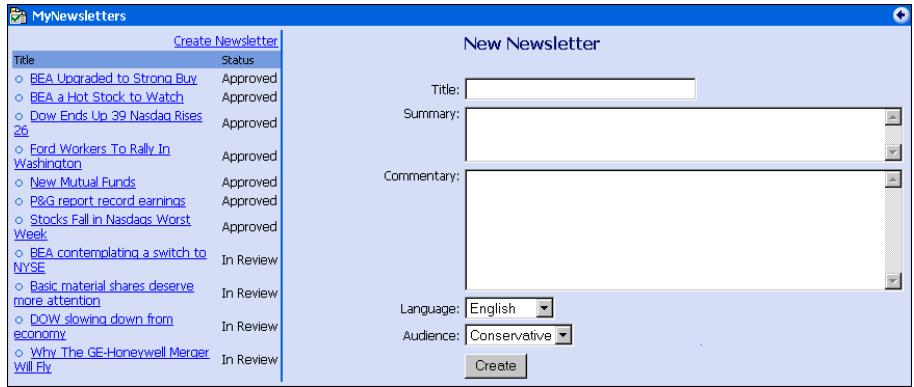 MyNewsletters
Create Newsletter
Title Status
BEA Upgraded to Strong Buy Approved
BEA a Hot Stock to Watch Approved
Dow Ends Up 39 Nasdaq Rises
26 Approved
Ford Workers To Rally In
Washington Approved
New Mutual Funds Approved
P&G report record earnings Approved
Stocks Fall in Nasdaqs Worst
Week Approved
BEA contemplating a switch to
NYSE In Review
Basic material shares deserve
more attention In Review
DOW slowing down from
economy In Review
Why The GE-Honeywell Merger
Will Fly In Review
New Newsletter
Title:
Summary:
Commentary:
Language: English
Audience: Conservative
Create